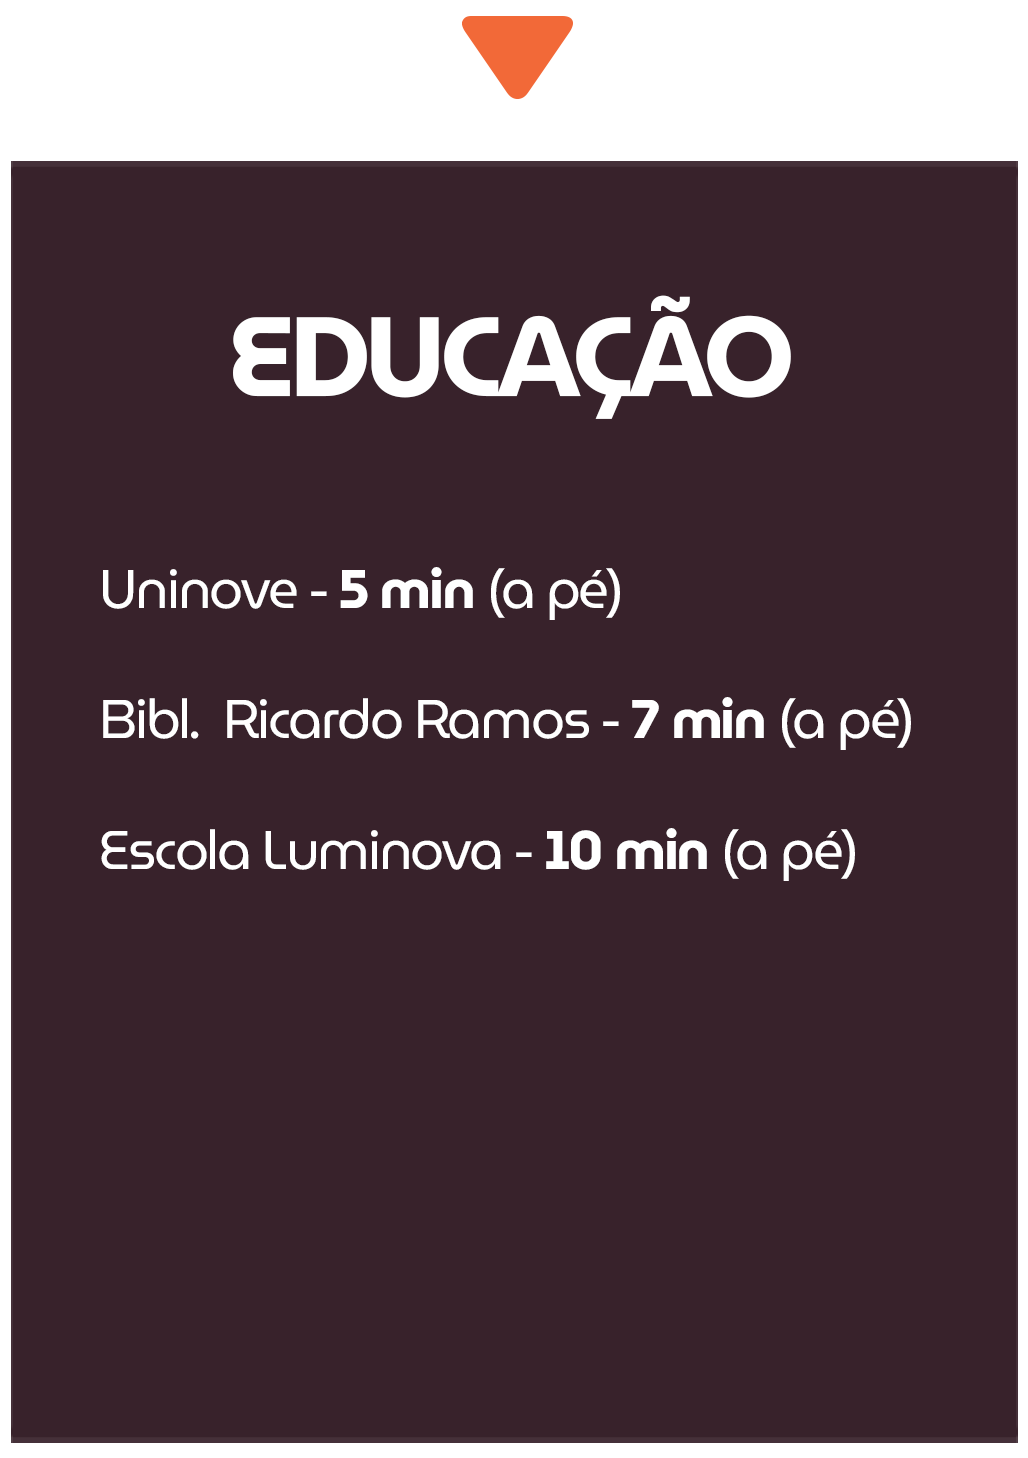 EDUCAÇÃO
Uninove - 5 min (a pé)
Bibl.  Ricardo Ramos - 7 min (a pé)
Escola Luminova - 10 min (a pé)